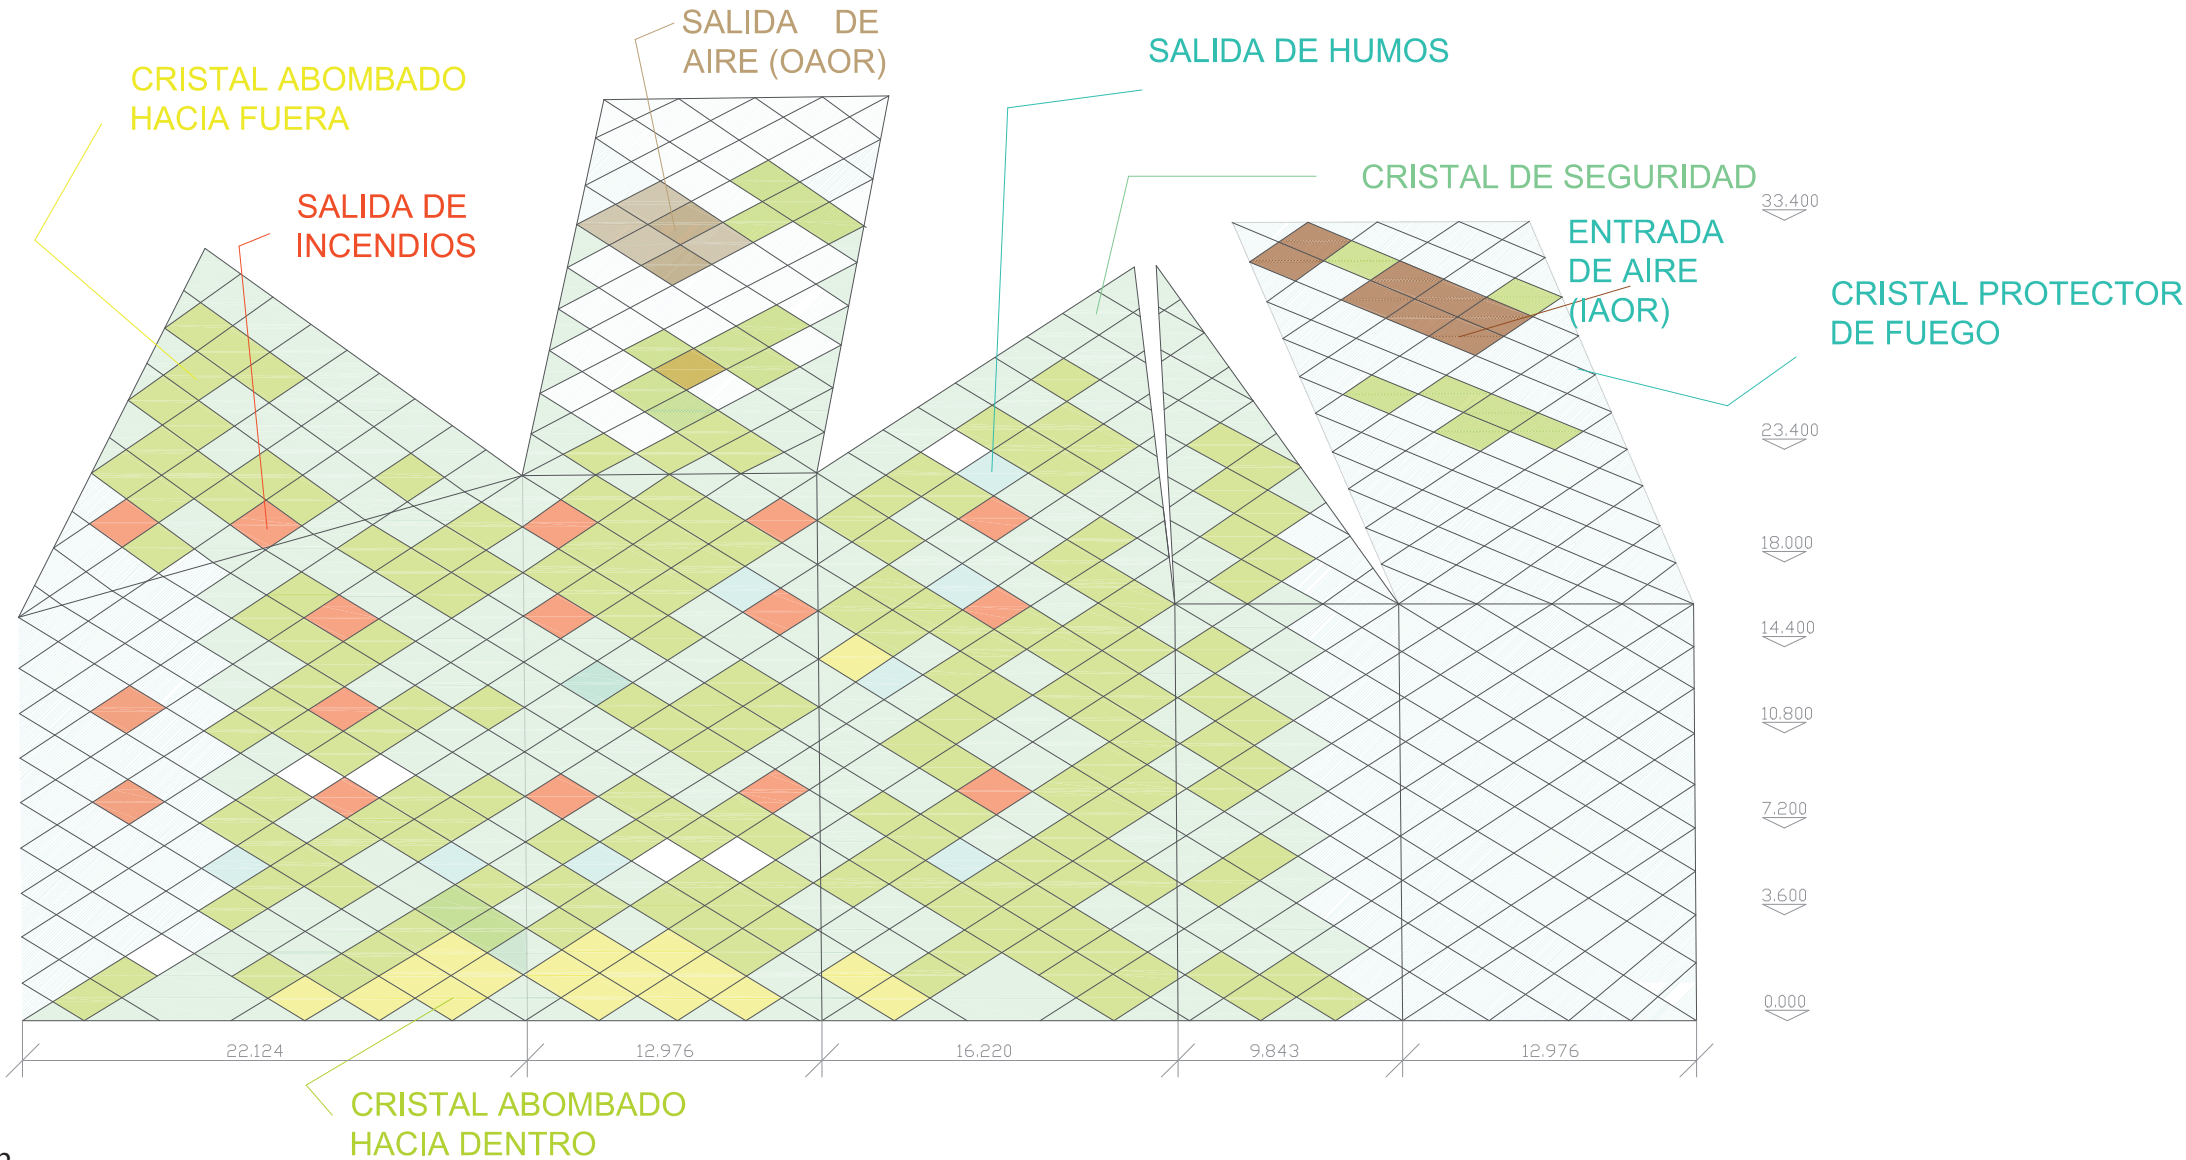 SALIDA DE
AIRE (OAOR)
SALIDA DE HUMOS
CRISTAL ABOMBADO
HACIA FUERA
CRISTAL DE SEGURIDAD
SALIDA DE
INCENDIOS
33.400
ENTRADA
DE AIRE
(IAOR)
CRISTAL PROTECTOR
DE FUEGO
23.400
18.000
14.400
10.800
7.200
3.600
0.000
22.124
12.976
16.220
9.843
12.976
CRISTAL ABOMBADO
HACIA DENTRO